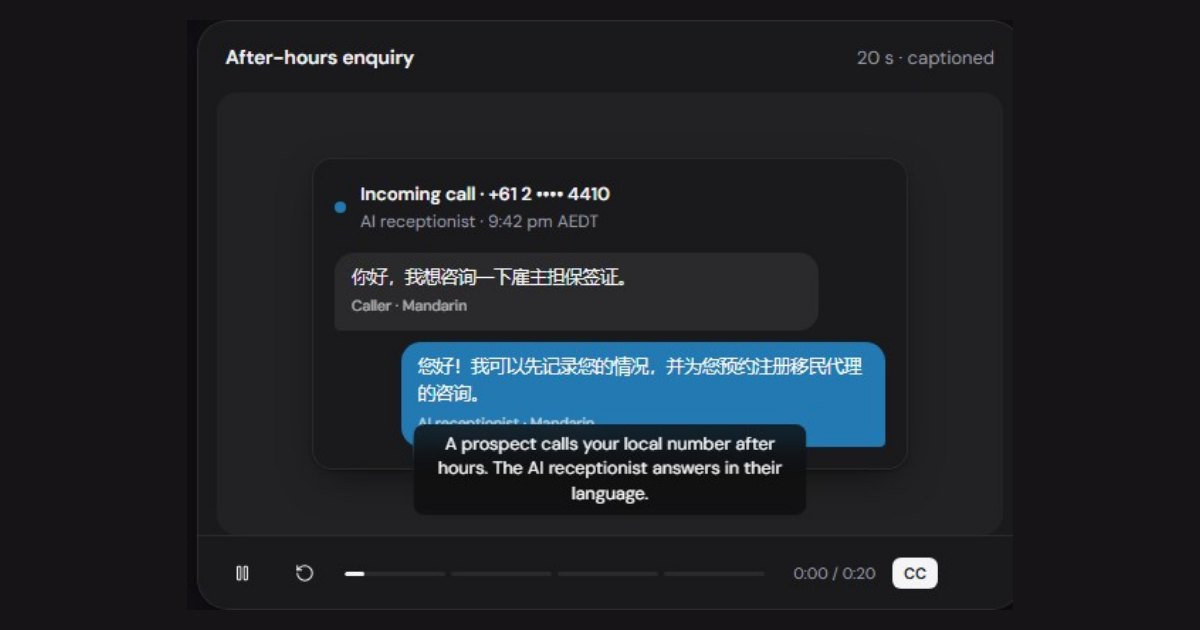 After-hours enquiry
20 s · captioned
Incoming call · +61 2 •••• 4410
AI receptionist · 9:42 pm AEDT
你好，我想咨询一下雇主担保签证。
Caller · Mandarin
您好！我可以先记录您的情况，并为您预约注册移民代理
的咨询。
AI receptionist · Mandarin
A prospect calls your local number after
hours. The AI receptionist answers in their
language.
0:00 / 0:20
CC